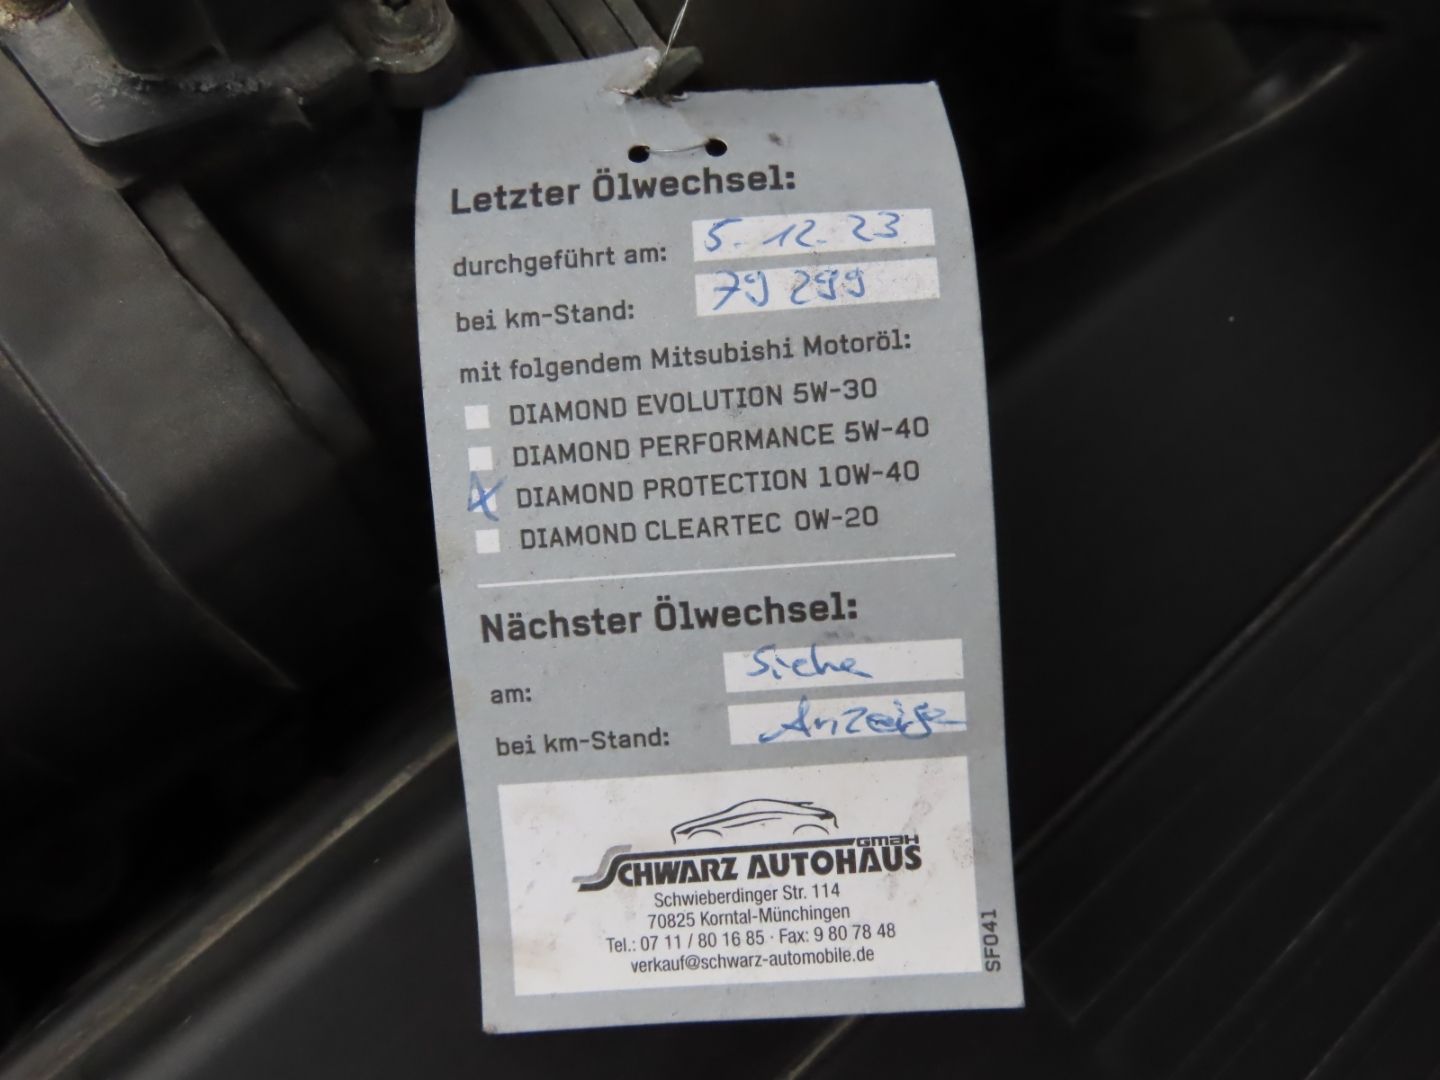 Letzter Ölwechsel:
durchgeführt am: 5.12.23
bei km-Stand: 79 299
mit folgendem Mitsubishi Motoröl:
DIAMOND EVOLUTION 5W-30
DIAMOND PERFORMANCE 5W-40
X DIAMOND PROTECTION 10W-40
DIAMOND CLEARTEC 0W-20
Nächster Ölwechsel:
am: Siehe
bei km-Stand: Anzeige
SCHWARZ AUTOHAUS GMBH
Schwieberdinger Str. 114
70825 Korntal-Münchingen
Tel.: 07 11 / 80 16 85 · Fax: 9 80 78 48
verkauf@schwarz-automobile.de
SF041